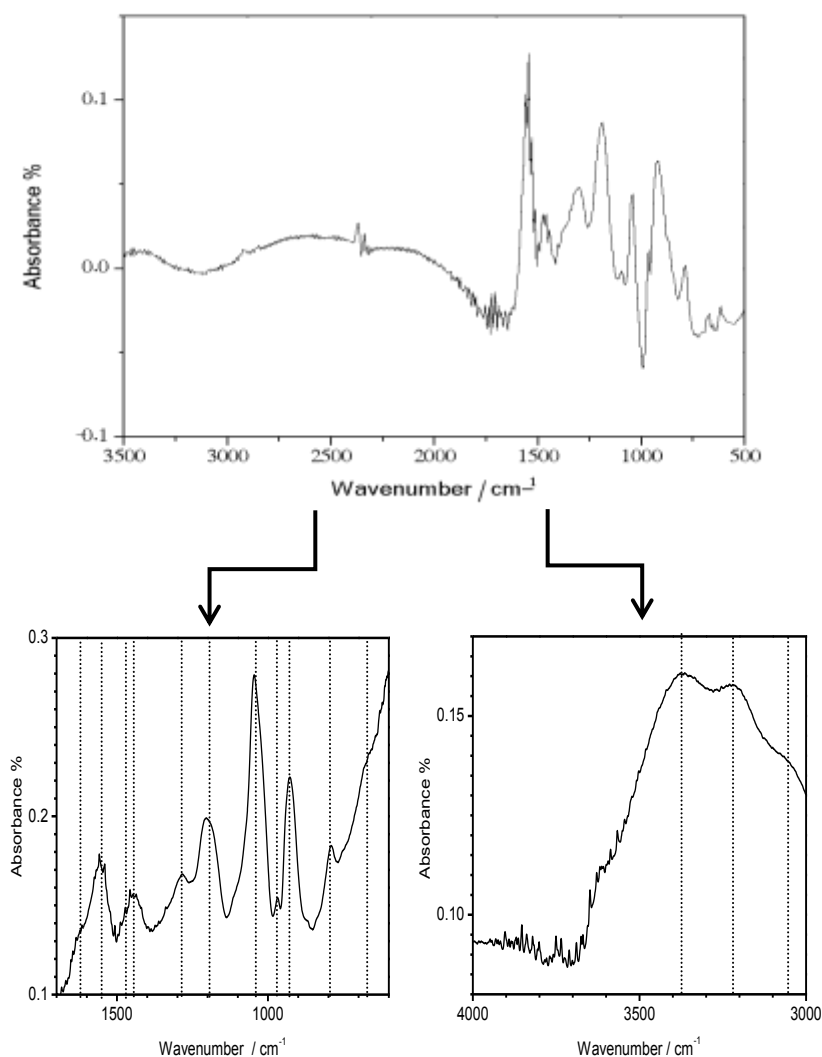 0.1
0.0
-0.1
Absorbance %
3500 3000 2500 2000 1500 1000 500
Wavenumber / cm-1
0.3
0.2
0.1
Absorbance %
1500 1000
Wavenumber / cm-1
0.15
0.10
Absorbance %
4000 3500 3000
Wavenumber / cm-1